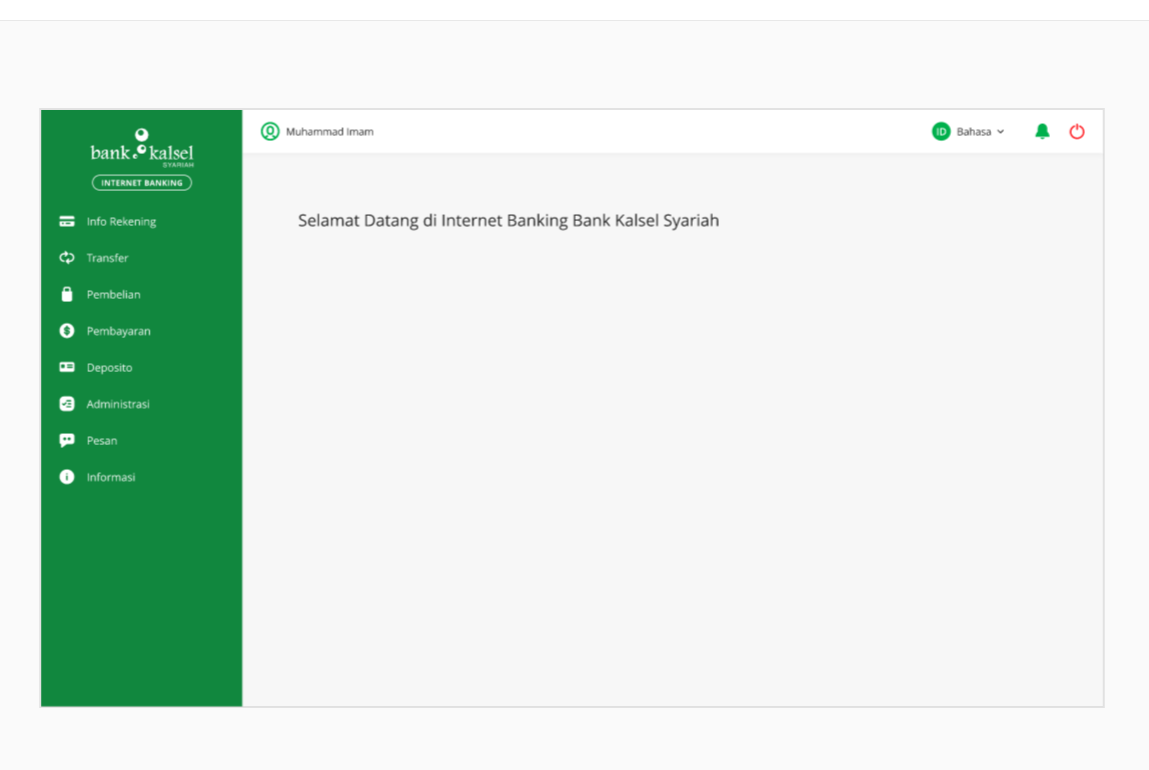 bank kalsel
SYARIAH
INTERNET BANKING
Info Rekening
Transfer
Pembelian
Pembayaran
Deposito
Administrasi
Pesan
Informasi
Muhammad Imam
ID Bahasa
Selamat Datang di Internet Banking Bank Kalsel Syariah